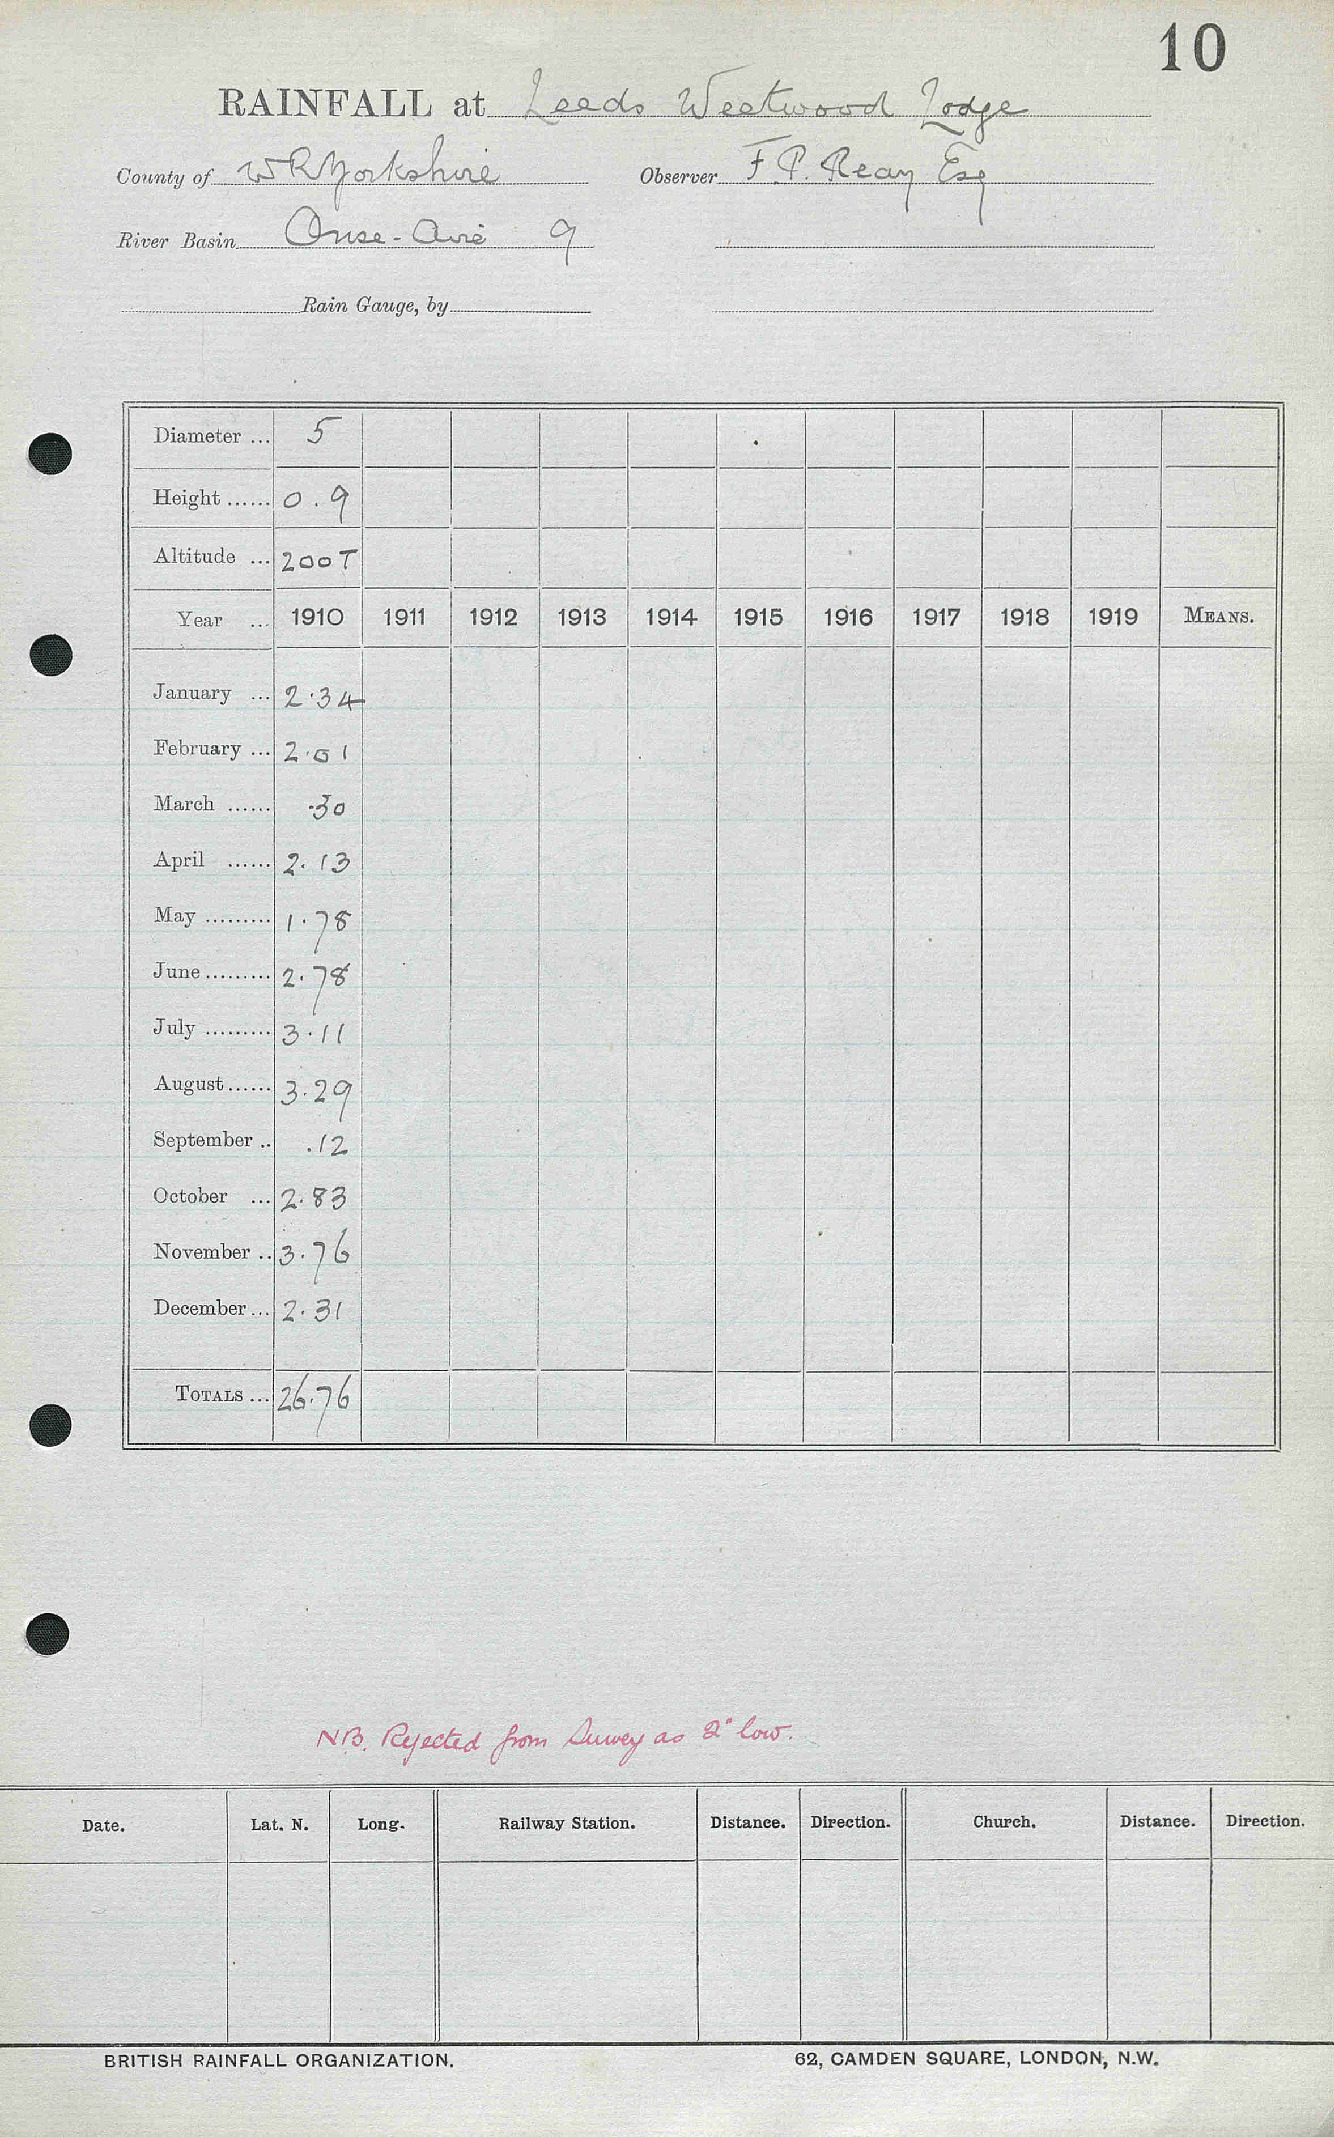 10
RAINFALL at Leeds Weetwood Lodge
County of W R Yorkshire Observer F. P. Reay Esq
River Basin Ouse - Aire 9
Rain Gauge, by
Diameter ... 5
Height ...... 0.9
Altitude ... 200 T
Year ... 1910 1911 1912 1913 1914 1915 1916 1917 1918 1919 MEANS.
January ... 2.34
February ... 2.01
March ...... .30
April ...... 2.13
May ......... 1.78
June ......... 2.78
July ......... 3.11
August ...... 3.29
September .. .12
October ... 2.83
November .. 3.76
December ... 2.31
TOTALS ... 26.76
NB. Rejected from Survey as 2" low.
Date. Lat. N. Long. Railway Station. Distance. Direction. Church. Distance. Direction.
BRITISH RAINFALL ORGANIZATION. 62, CAMDEN SQUARE, LONDON, N.W.